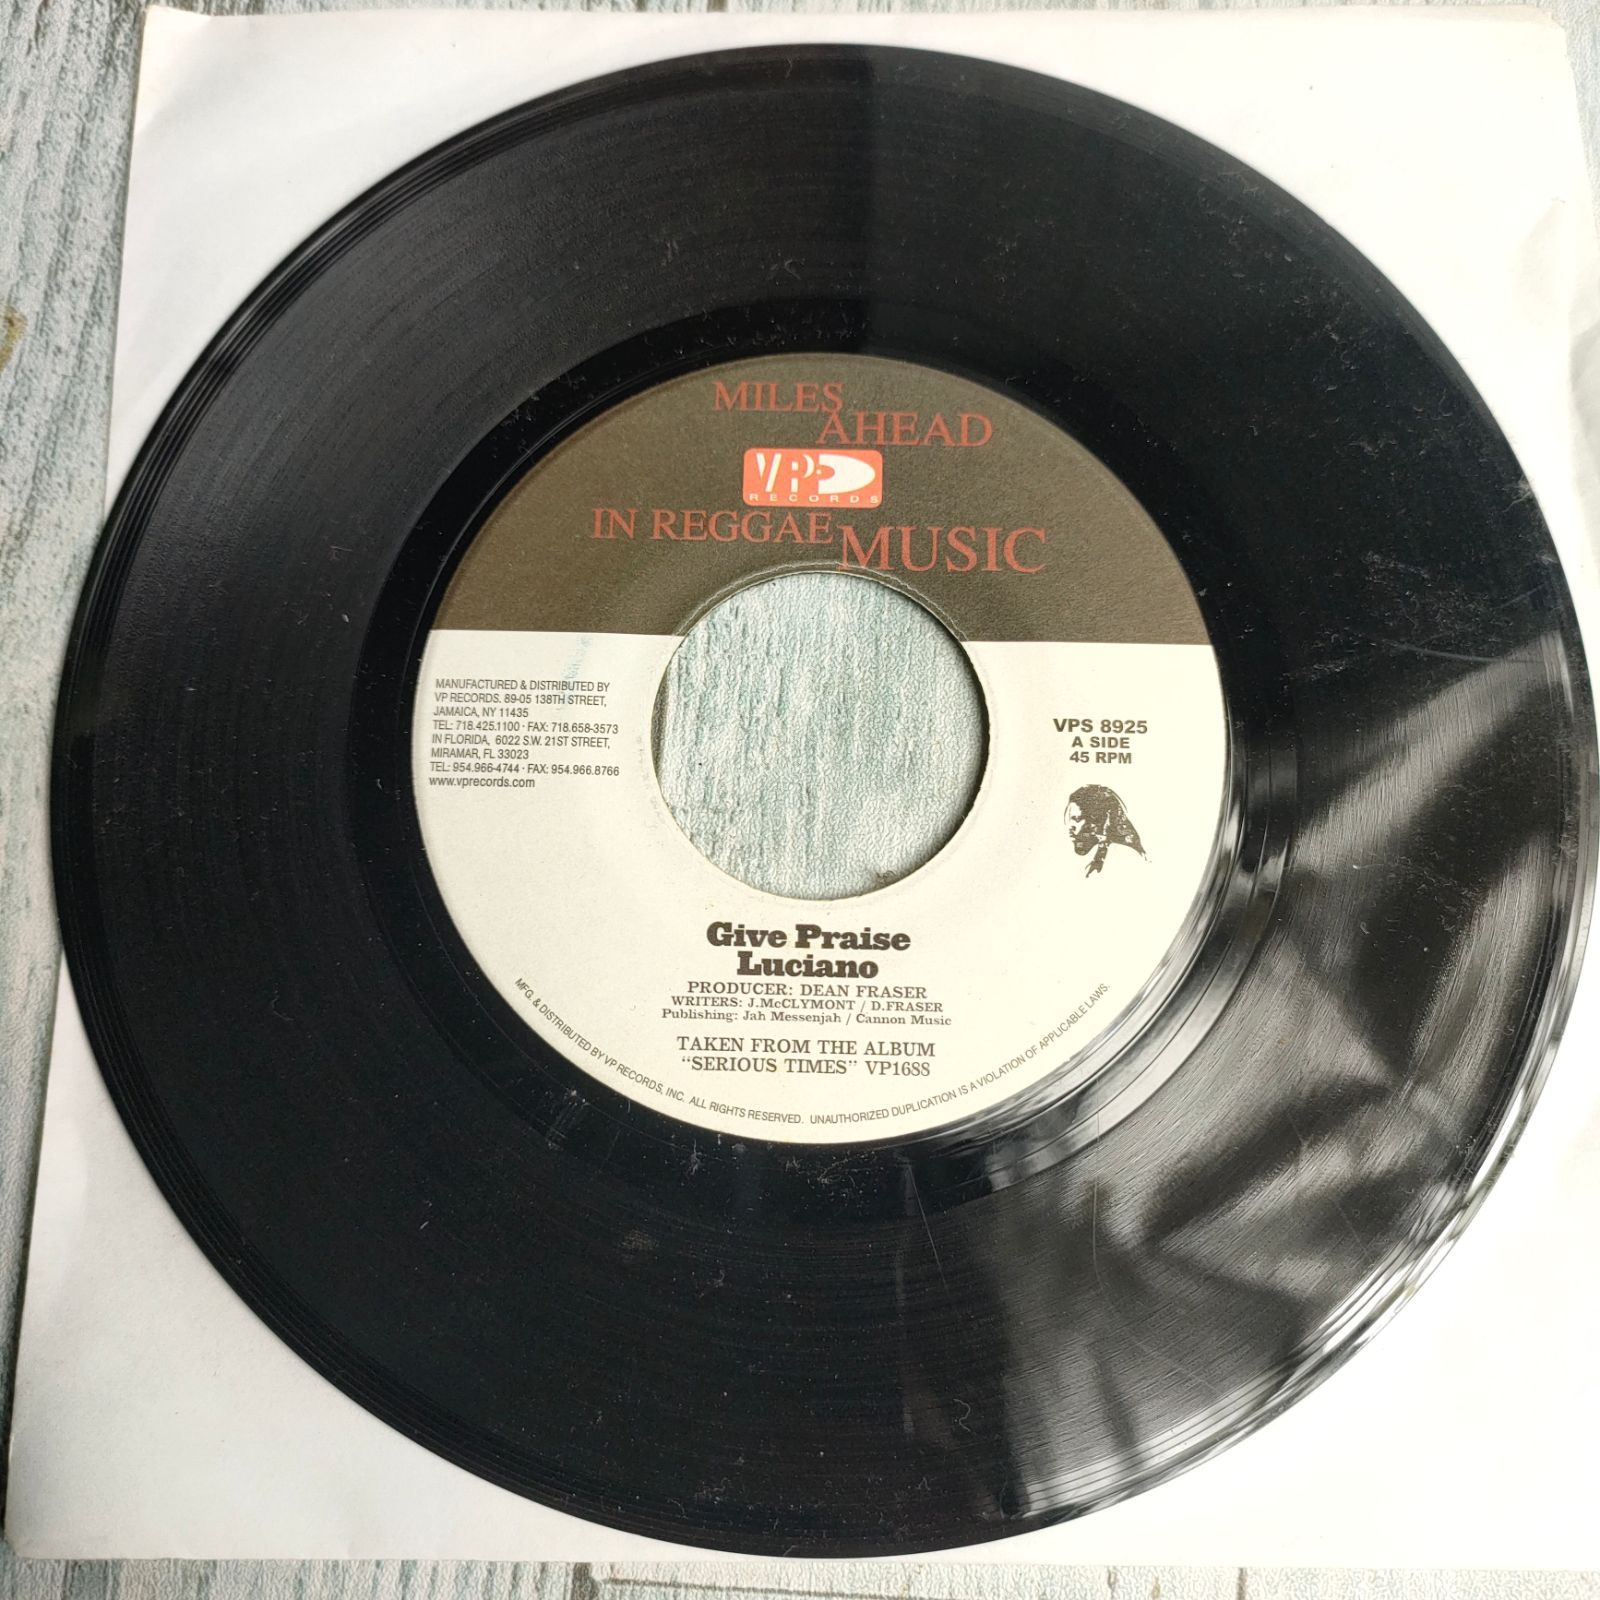 MILES
AHEAD
VP
RECORDS
IN REGGAE
MUSIC
MANUFACTURED & DISTRIBUTED BY
VP RECORDS. 89-05 138TH STREET,
JAMAICA, NY 11435
TEL: 718.425.1100 · FAX: 718.658-3573
IN FLORIDA, 6022 S.W. 21ST STREET,
MIRAMAR, FL 33023
TEL: 954.966-4744 · FAX: 954.966.8766
www.vprecords.com
VPS 8925
A SIDE
45 RPM
Give Praise
Luciano
PRODUCER: DEAN FRASER
WRITERS: J.McCLYMONT / D.FRASER
Publishing: Jah Messenjah / Cannon Music
TAKEN FROM THE ALBUM
"SERIOUS TIMES" VP1688
MFG. & DISTRIBUTED BY VP RECORDS, INC. ALL RIGHTS RESERVED. UNAUTHORIZED DUPLICATION IS A VIOLATION OF APPLICABLE LAWS.